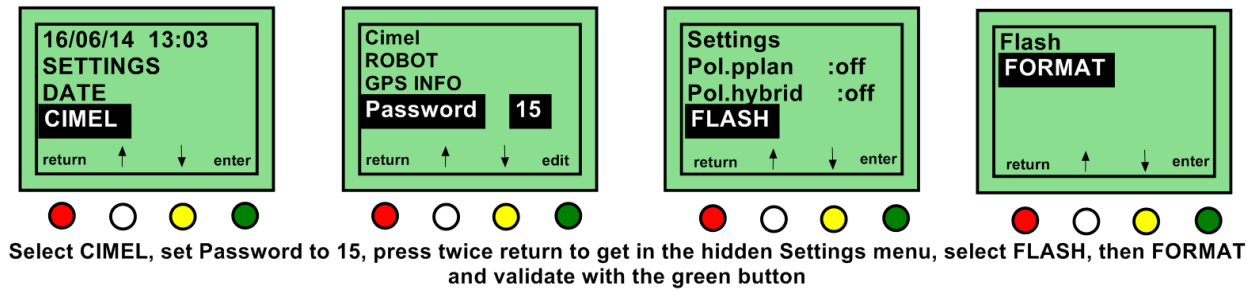 16/06/14 13:03
SETTINGS
DATE
CIMEL
return enter
Cimel
ROBOT
GPS INFO
Password 15
return edit
Settings
Pol.pplan :off
Pol.hybrid :off
FLASH
return enter
Flash
FORMAT
return enter
Select CIMEL, set Password to 15, press twice return to get in the hidden Settings menu, select FLASH, then FORMAT
and validate with the green button